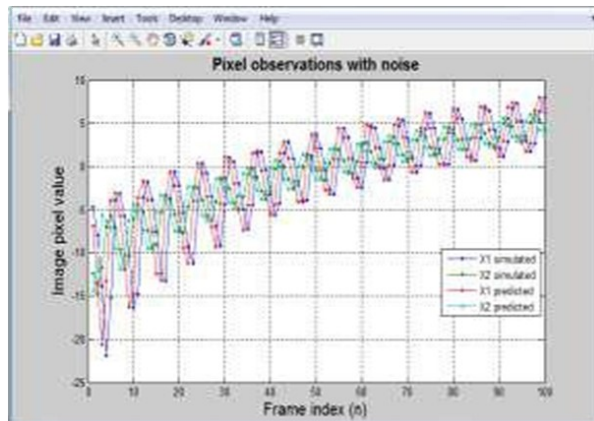 File Edit View Insert Tools Desktop Window Help
Pixel observations with noise
Image pixel value
10
5
0
-5
-10
-15
-20
-25
X1 simulated
X2 simulated
X1 predicted
X2 predicted
0 10 20 30 40 50 60 70 80 90 100
Frame index (n)